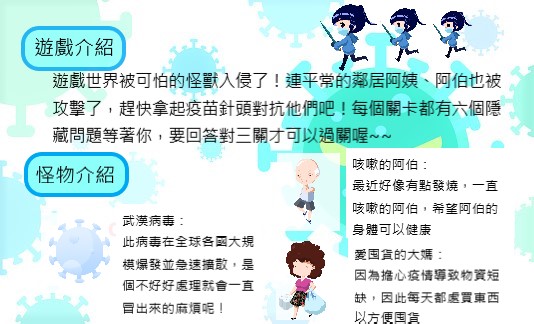 遊戲介紹
遊戲世界被可怕的怪獸入侵了！連平常的鄰居阿姨、阿伯也被
攻擊了，趕快拿起疫苗針頭對抗他們吧！每個關卡都有六個隱
藏問題等著你，要回答對三關才可以過關喔~~
怪物介紹
武漢病毒：
此病毒在全球各國大規
模爆發並急速擴散，是
個不好好處理就會一直
冒出來的麻煩呢！
咳嗽的阿伯：
最近好像有點發燒，一直
咳嗽的阿伯，希望阿伯的
身體可以健康
愛囤貨的大媽：
因為擔心疫情導致物資短
缺，因此每天都處買東西
以方便囤貨